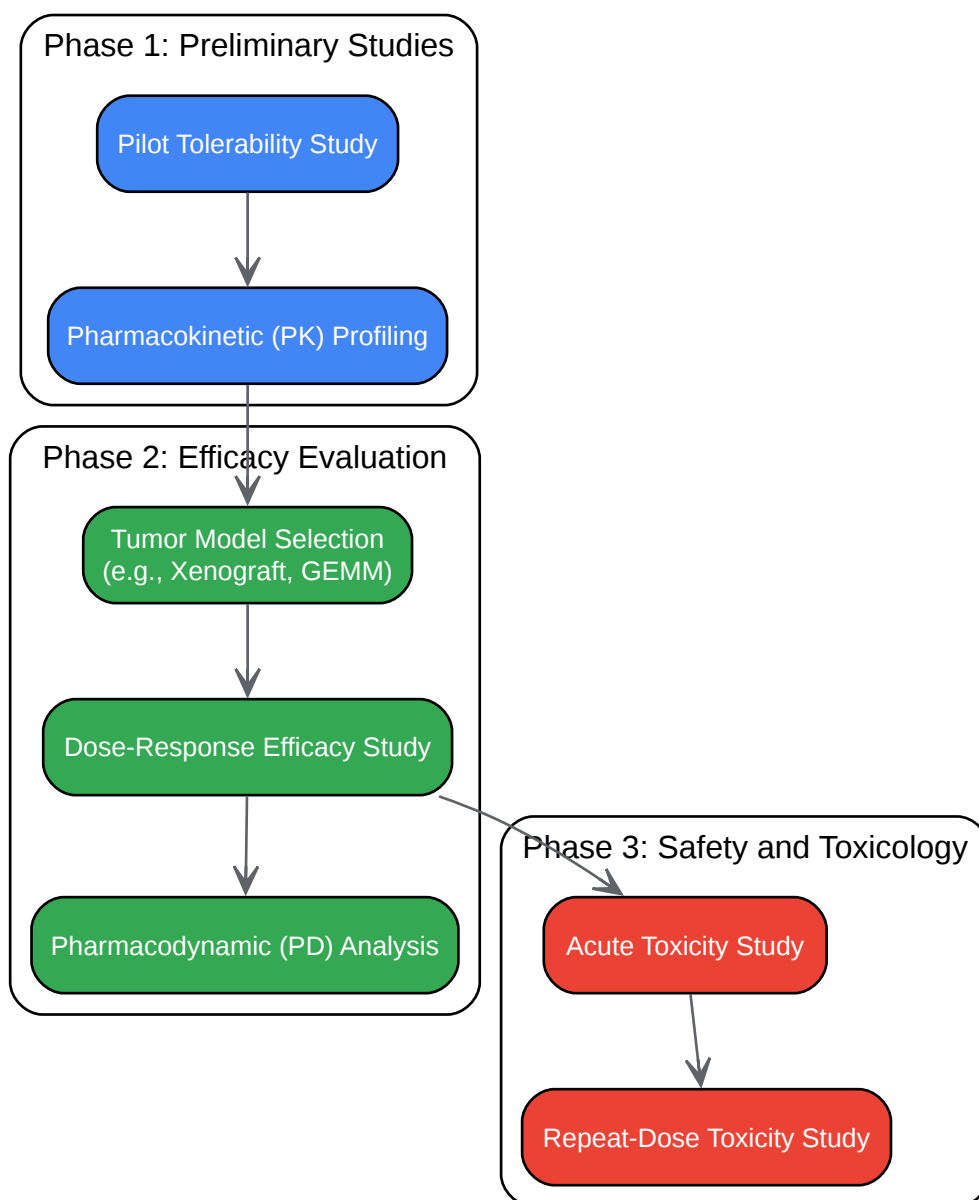 Phase 1: Preliminary Studies
Pilot Tolerability Study
Pharmacokinetic (PK) Profiling
Phase 2: Efficacy Evaluation
Tumor Model Selection
(e.g., Xenograft, GEMM)
Dose-Response Efficacy Study
Pharmacodynamic (PD) Analysis
Phase 3: Safety and Toxicology
Acute Toxicity Study
Repeat-Dose Toxicity Study